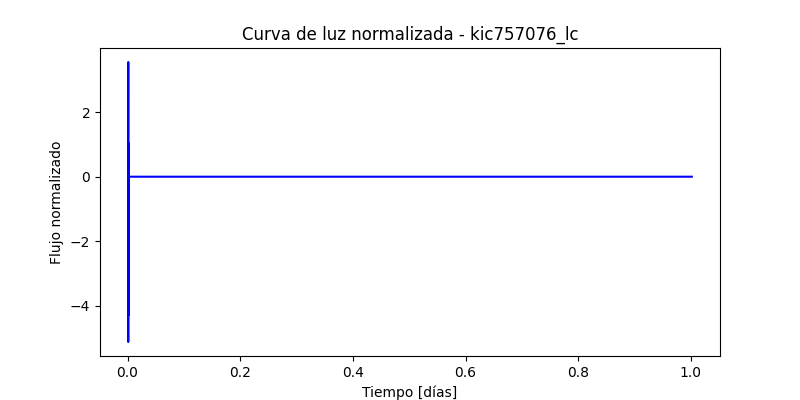 Curva de luz normalizada - kic757076_lc
Flujo normalizado
2
0
−2
−4
0.0 0.2 0.4 0.6 0.8 1.0
Tiempo [días]